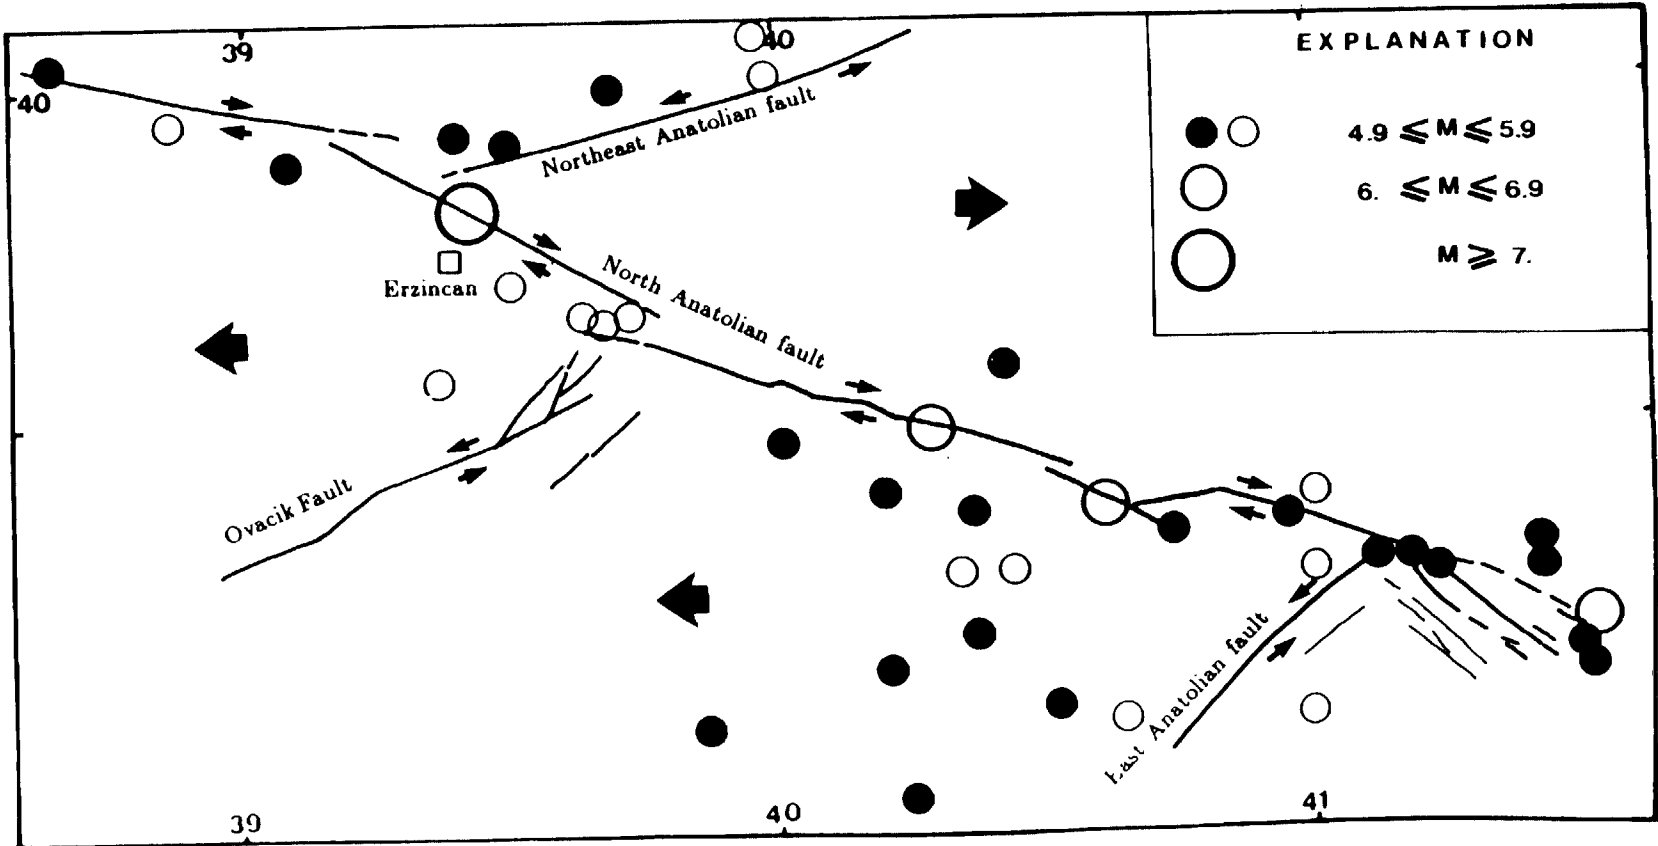 39
40
40
EXPLANATION
4.9 ⩽ M ⩽ 5.9
6. ⩽ M ⩽ 6.9
M ⩾ 7.
Northeast Anatolian fault
Erzincan
North Anatolian fault
Ovacik Fault
East Anatolian fault
39
40
41